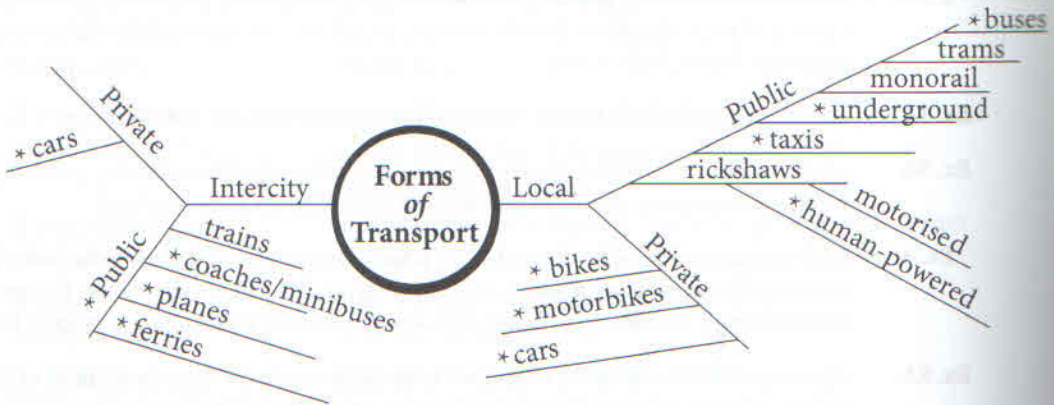 Forms
of
Transport
Intercity
Private
* cars
* Public
trains
* coaches/minibuses
* planes
* ferries
Local
Public
* buses
trams
monorail
* underground
* taxis
rickshaws
motorised
* human-powered
Private
* bikes
* motorbikes
* cars